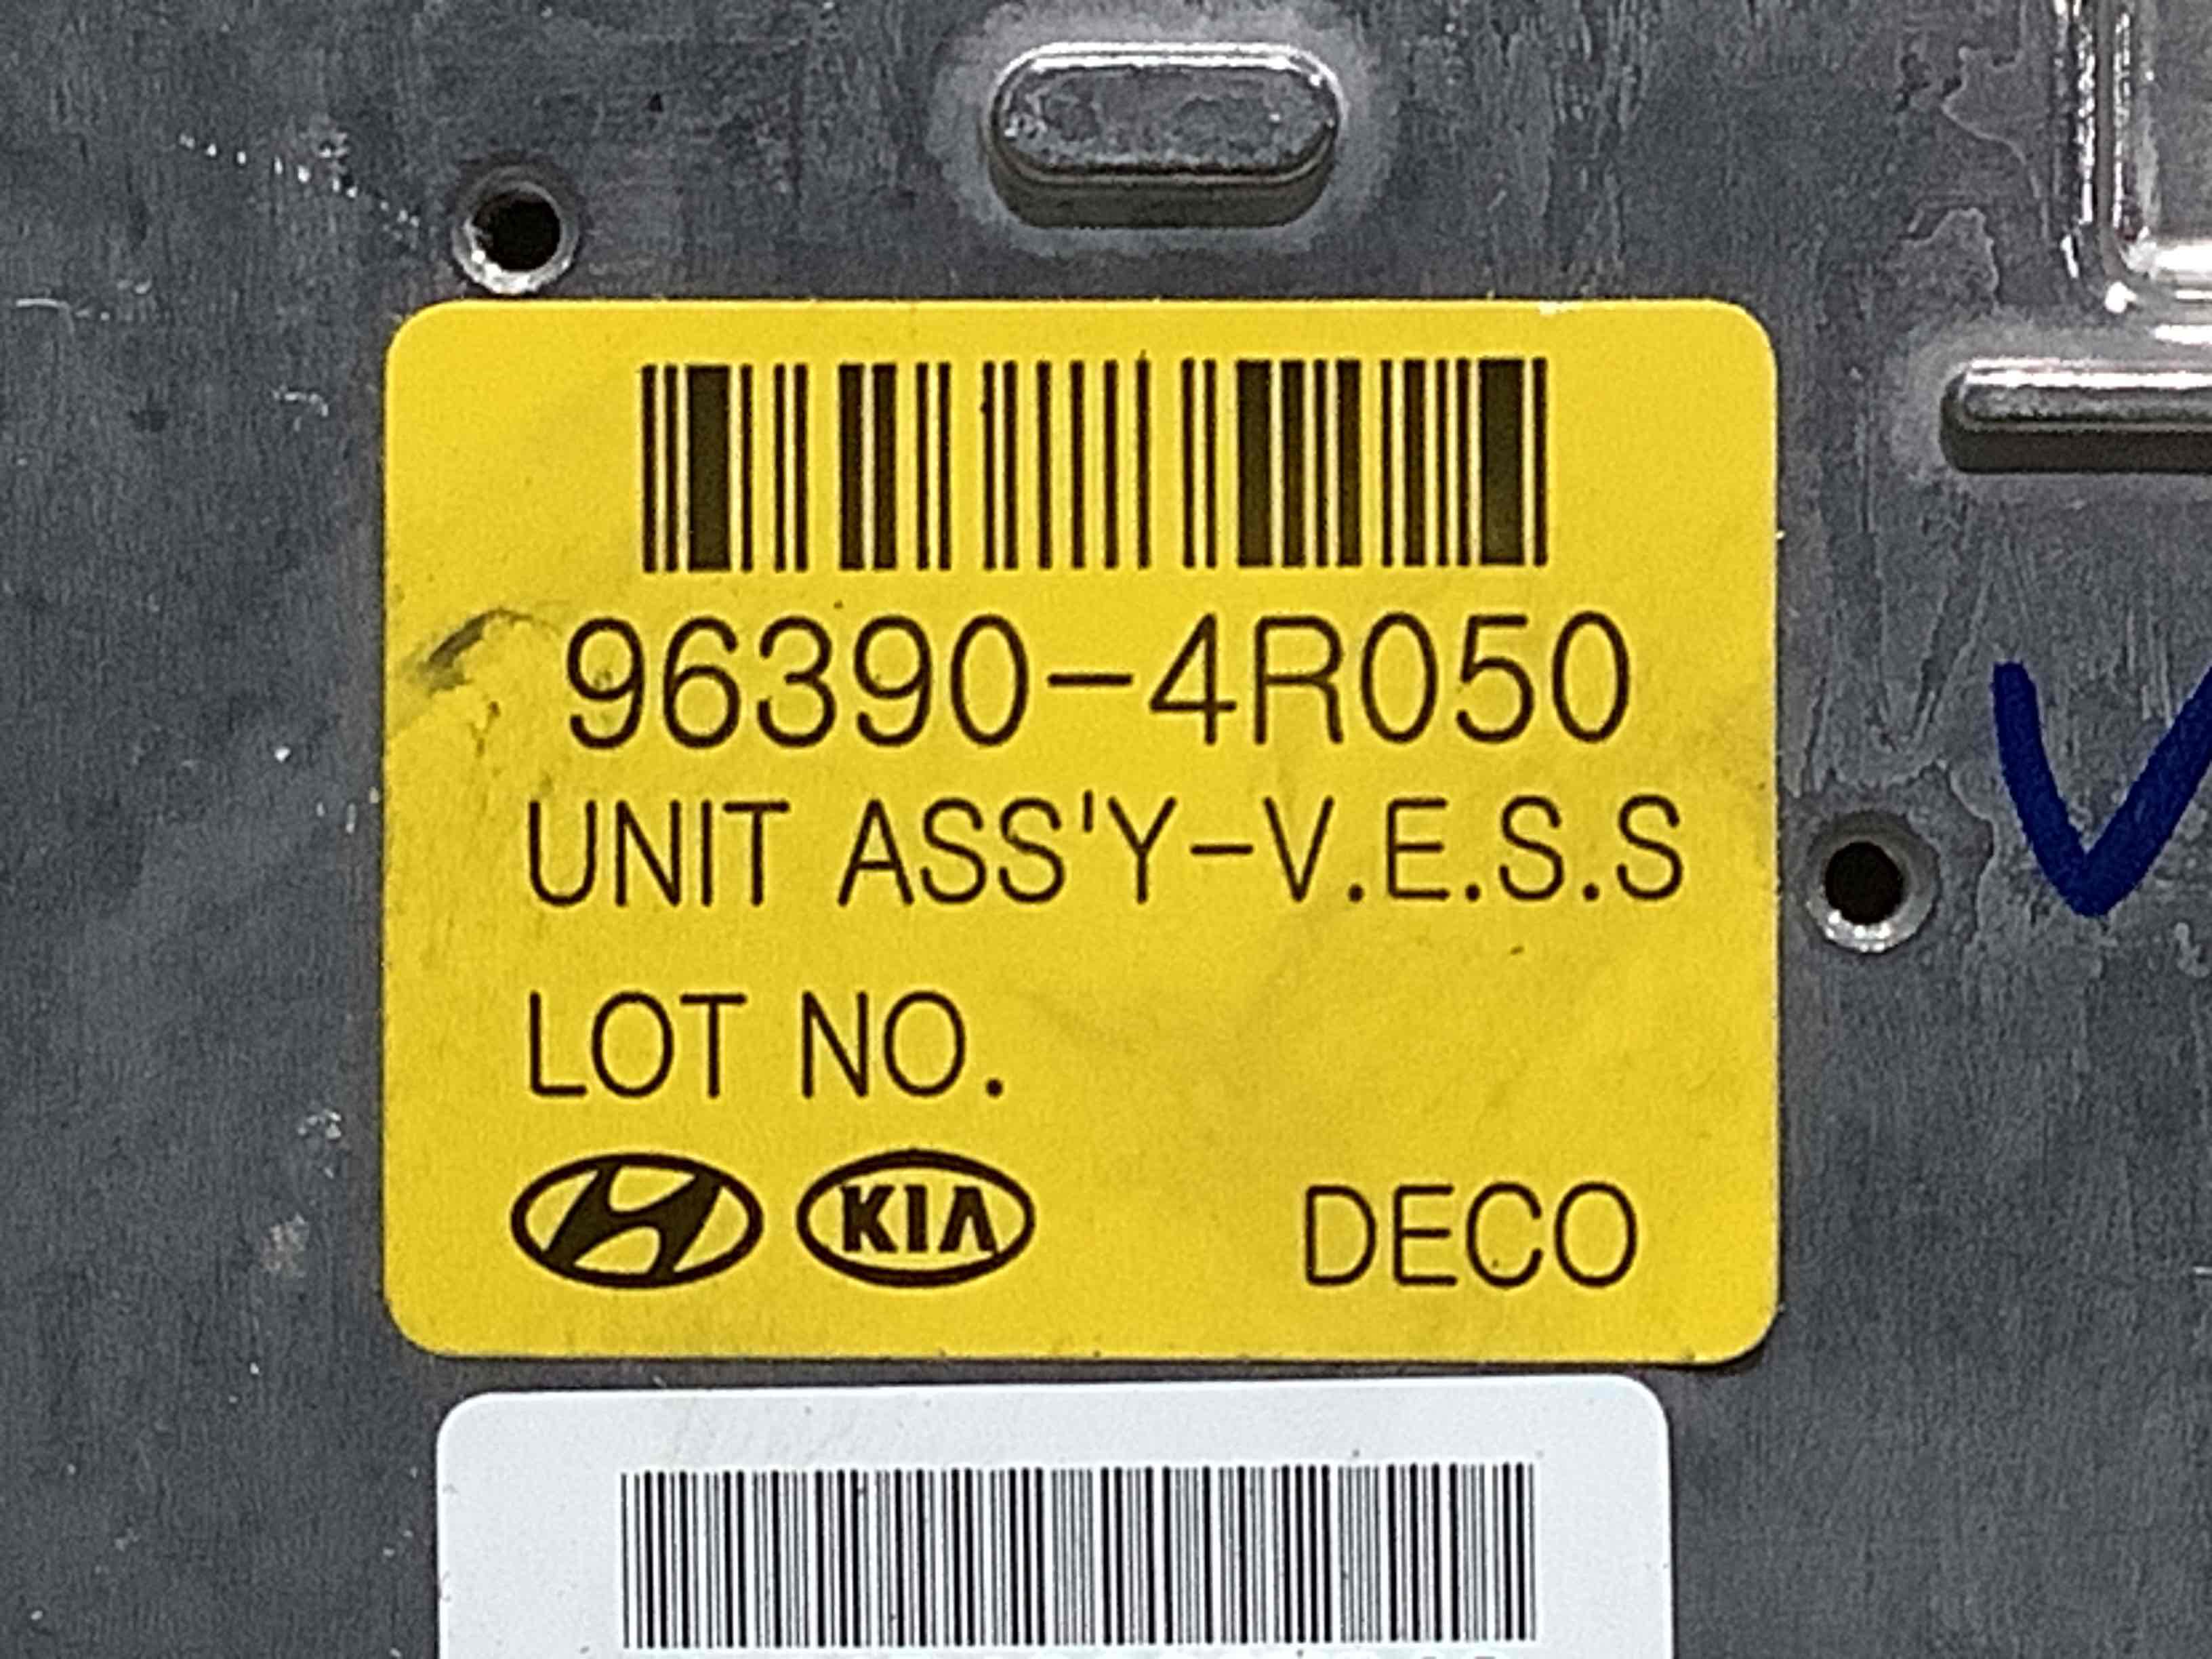 96390-4R050
UNIT ASS'Y-V.E.S.S
LOT NO.
KIA DECO
V